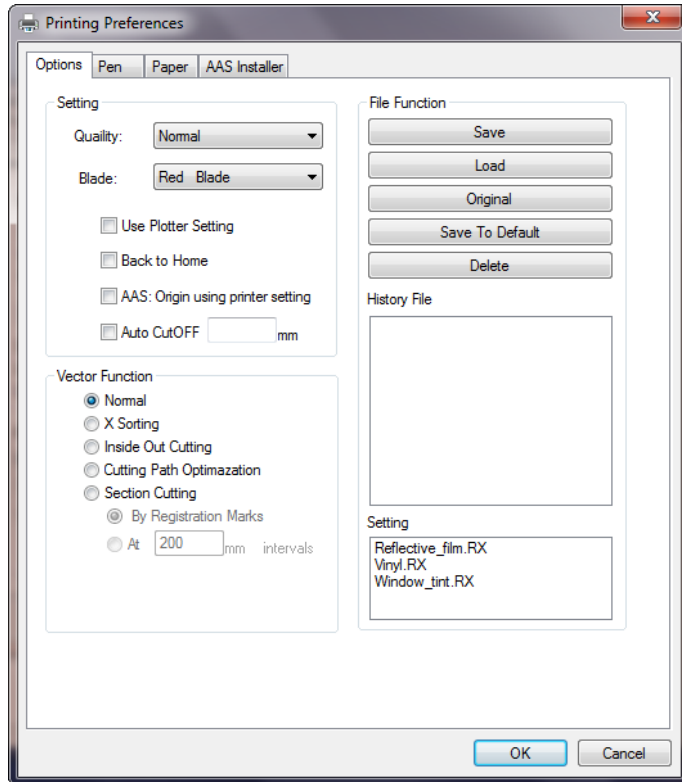 Printing Preferences
Options Pen Paper AAS Installer
Setting
Quaility: Normal
Blade: Red Blade
Use Plotter Setting
Back to Home
AAS: Origin using printer setting
Auto CutOFF mm
Vector Function
Normal
X Sorting
Inside Out Cutting
Cutting Path Optimazation
Section Cutting
By Registration Marks
At 200 mm intervals
File Function
Save
Load
Original
Save To Default
Delete
History File
Setting
Reflective_film.RX
Vinyl.RX
Window_tint.RX
OK Cancel